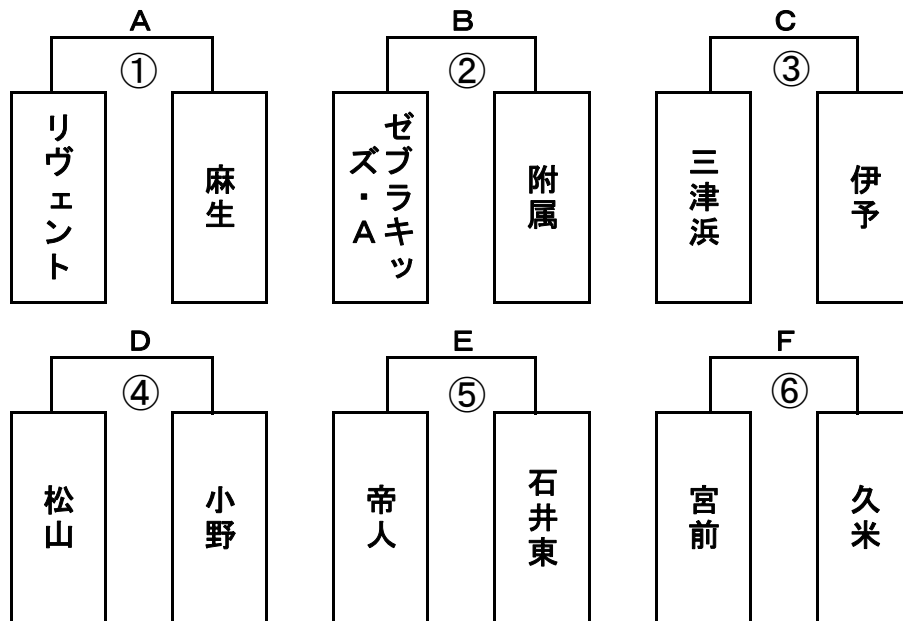 A
①
リヴェント
麻生
B
②
ゼブラキッ
ズ・A
附属
C
③
三津浜
伊予
D
④
松山
小野
E
⑤
帝人
石井東
F
⑥
宮前
久米